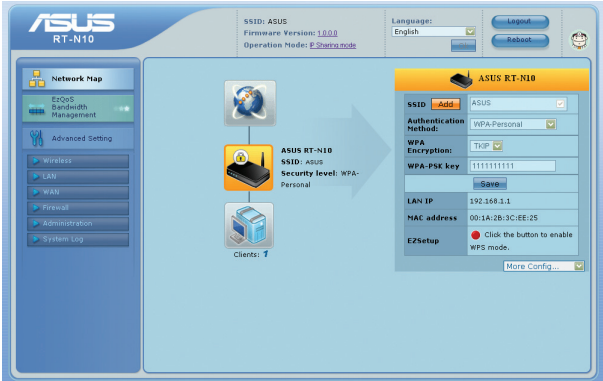 ASUS
RT-N10
SSID: ASUS
Firmware Version: 1.0.0.0
Operation Mode: IP Sharing mode
Language:
English
Logout
Reboot
Network Map
EzQoS
Bandwidth
Management
Advanced Setting
Wireless
LAN
WAN
Firewall
Administration
System Log
ASUS RT-N10
SSID: ASUS
Security level: WPA-
Personal
Clients: 1
ASUS RT-N10
SSID Add ASUS
Authentication
Method: WPA-Personal
WPA
Encryption: TKIP
WPA-PSK key 1111111111
Save
LAN IP 192.168.1.1
MAC address 00:1A:2B:3C:EE:25
EZSetup Click the button to enable
WPS mode.
More Config...